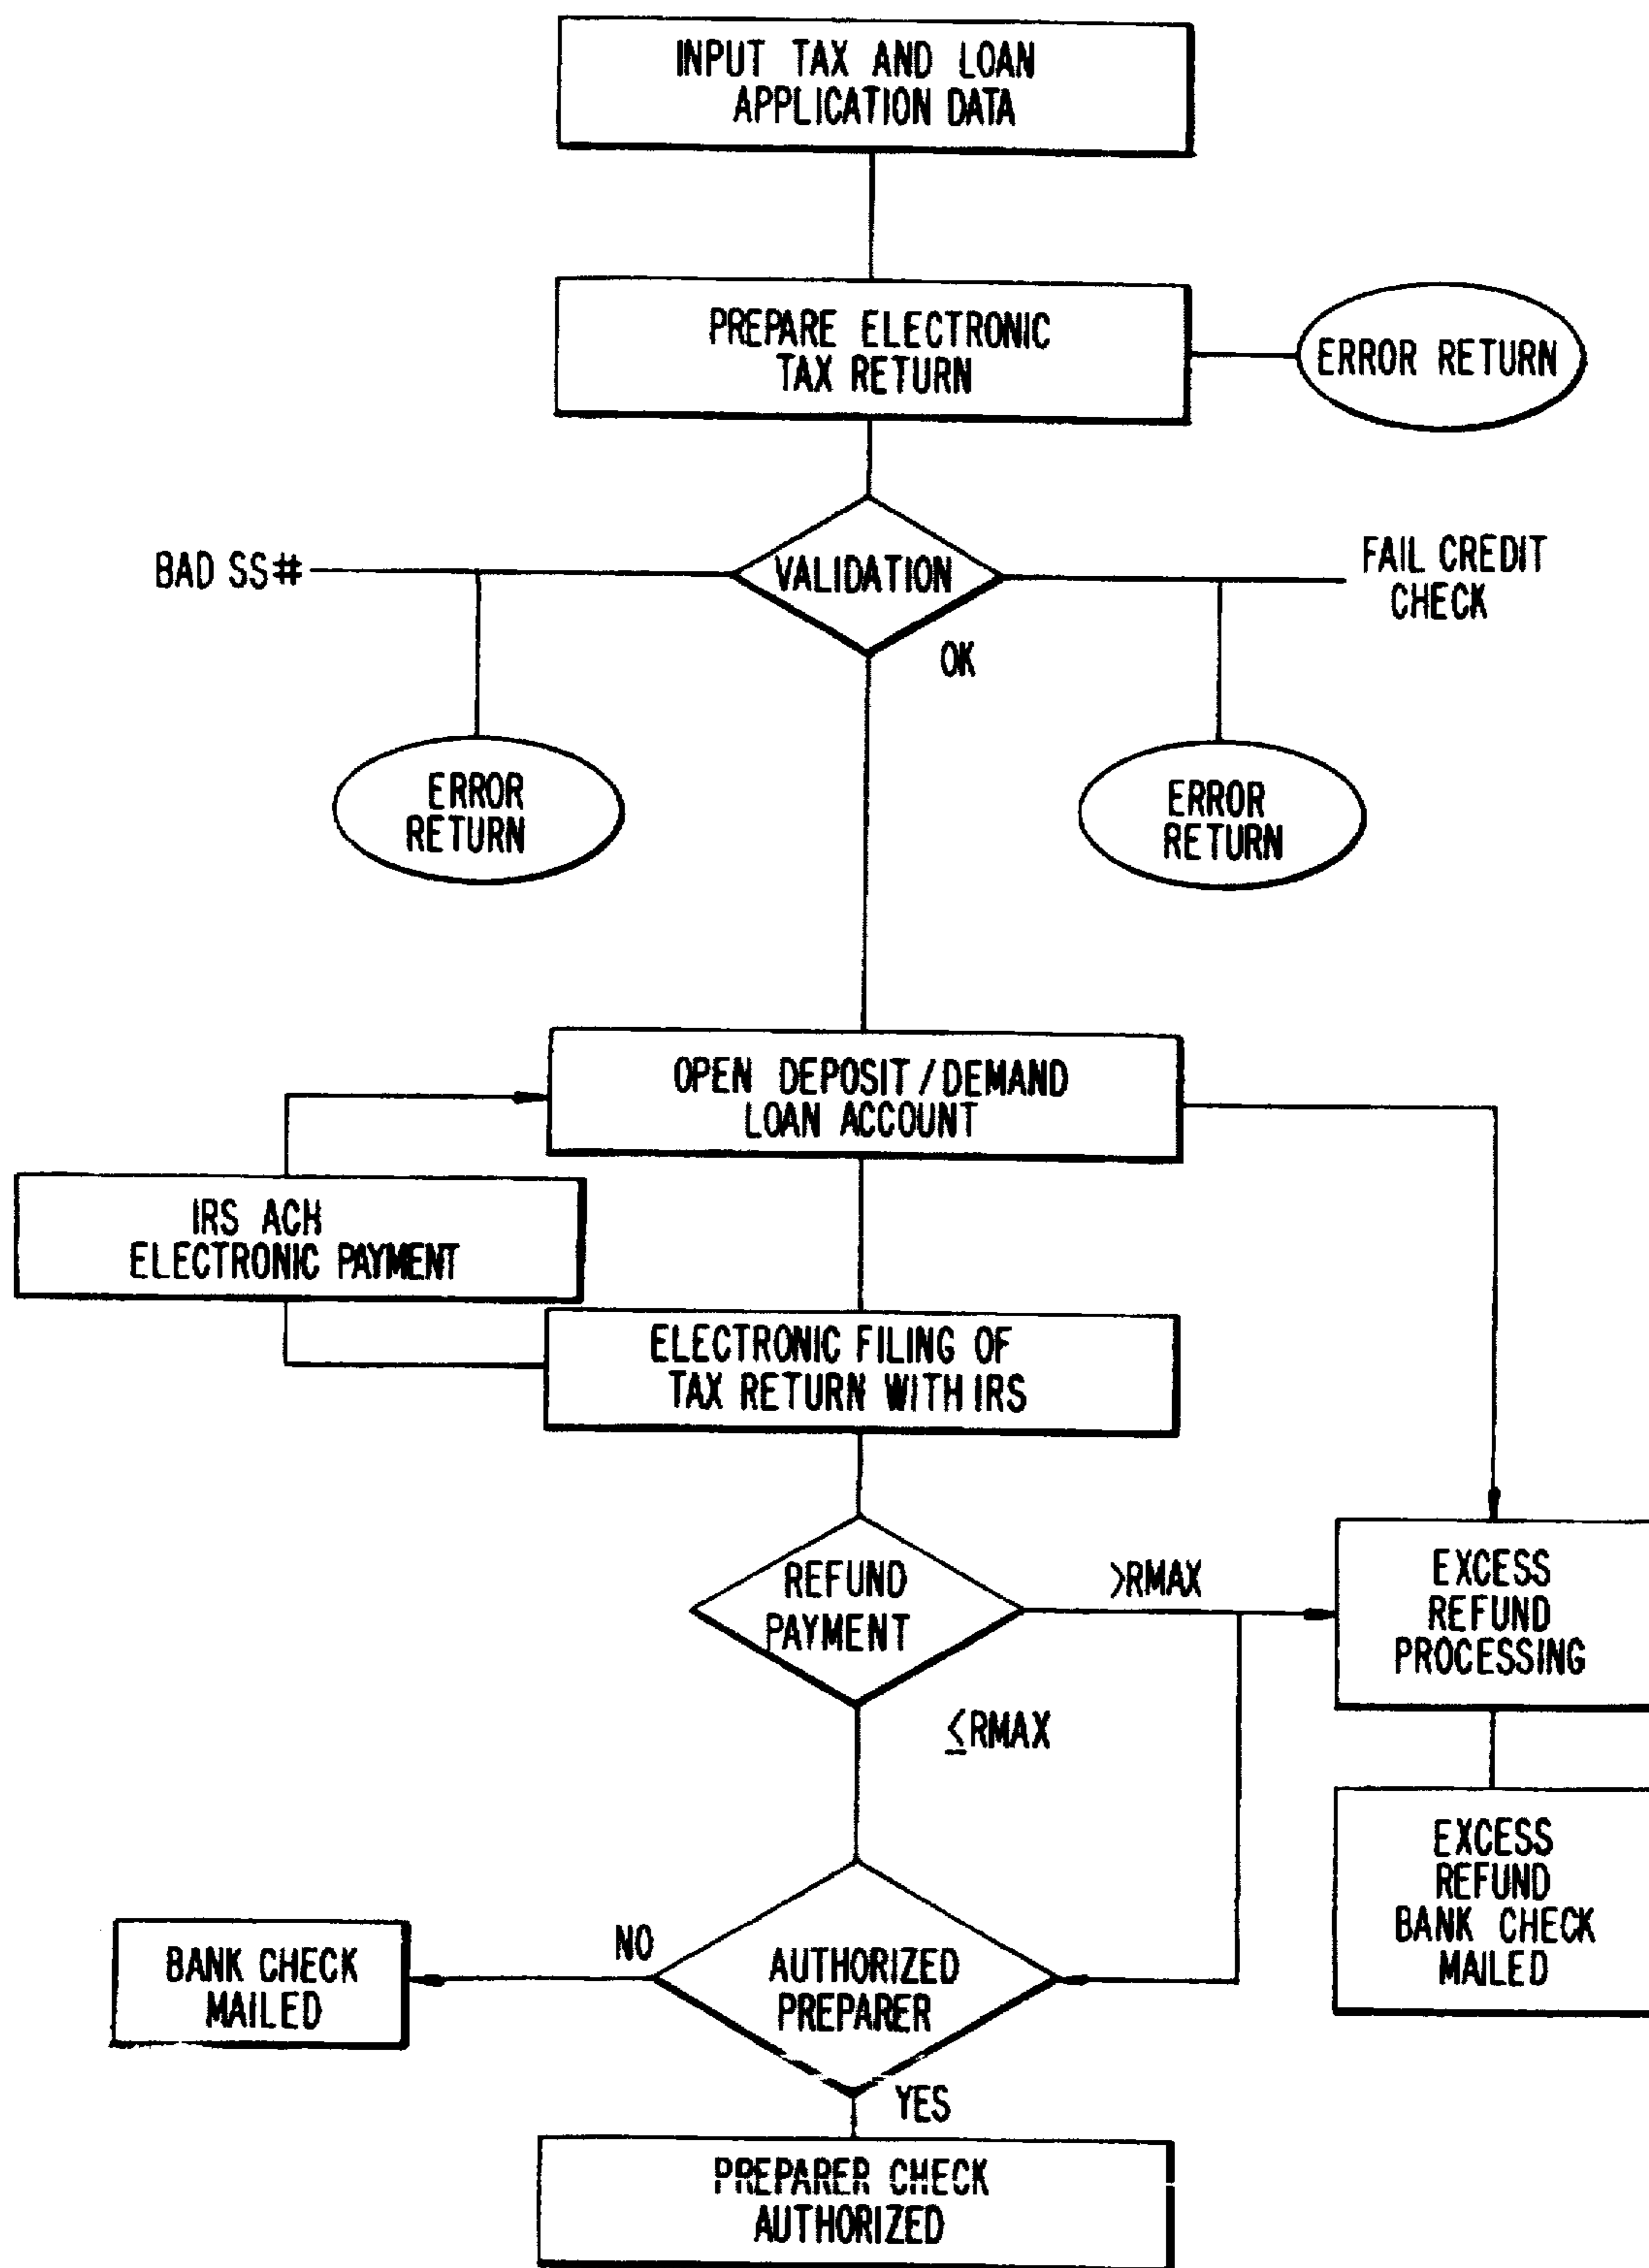 INPUT TAX AND LOAN
APPLICATION DATA
PREPARE ELECTRONIC
TAX RETURN
ERROR RETURN
BAD SS#
VALIDATION
FAIL CREDIT
CHECK
OK
ERROR
RETURN
ERROR
RETURN
OPEN DEPOSIT/DEMAND
LOAN ACCOUNT
IRS ACH
ELECTRONIC PAYMENT
ELECTRONIC FILING OF
TAX RETURN WITH IRS
REFUND
PAYMENT
>RMAX
EXCESS
REFUND
PROCESSING
≤RMAX
EXCESS
REFUND
BANK CHECK
MAILED
NO
BANK CHECK
MAILED
AUTHORIZED
PREPARER
YES
PREPARER CHECK
AUTHORIZED